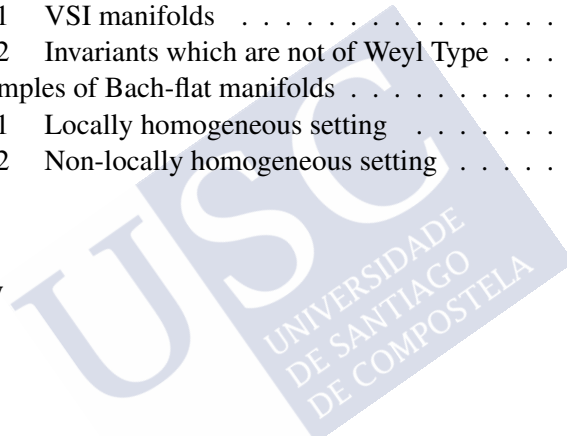 1 VSI manifolds . . . . . . . . . . . . . . .
2 Invariants which are not of Weyl Type . . .
mples of Bach-flat manifolds . . . . . . . . . .
1 Locally homogeneous setting . . . . . . .
2 Non-locally homogeneous setting . . . . .
USC
UNIVERSIDADE
DE SANTIAGO
DE COMPOSTELA